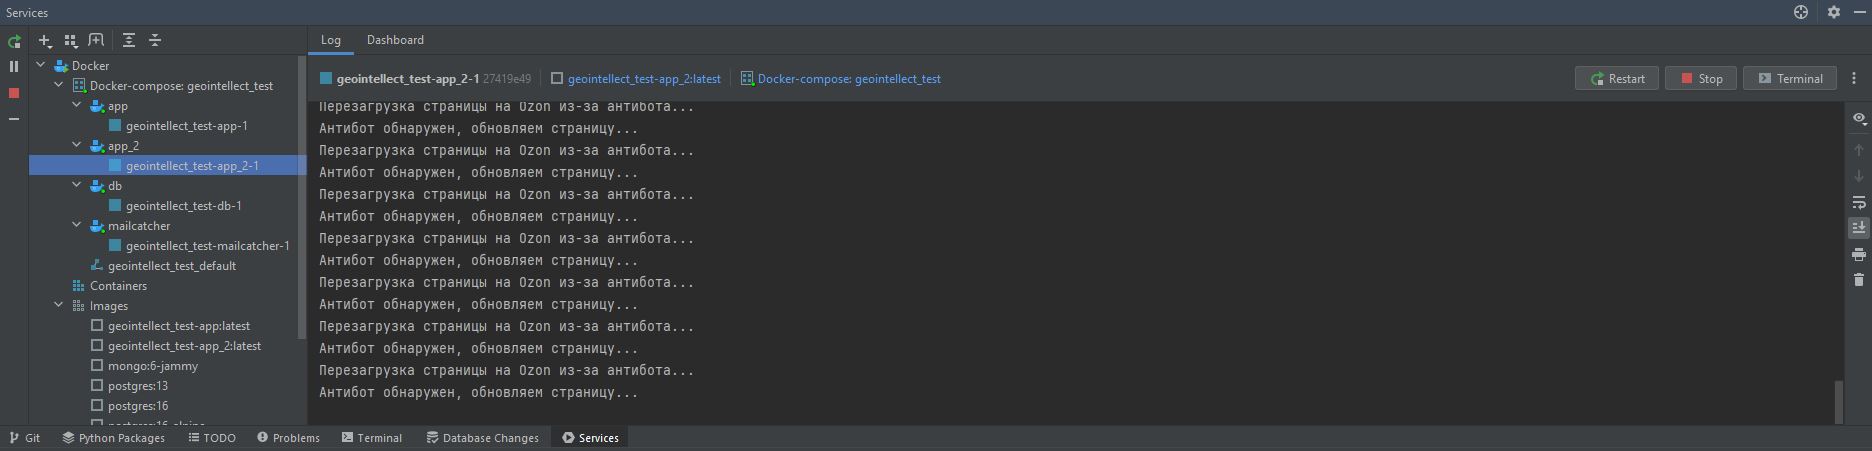 Services
Log Dashboard
Docker
Docker-compose: geointellect_test
app
geointellect_test-app-1
app_2
geointellect_test-app_2-1
db
geointellect_test-db-1
mailcatcher
geointellect_test-mailcatcher-1
geointellect_test_default
Containers
Images
geointellect_test-app:latest
geointellect_test-app_2:latest
mongo:6-jammy
postgres:13
postgres:16
postgres:16-alpine
geointellect_test-app_2-1 27419e49 geointellect_test-app_2:latest Docker-compose: geointellect_test Restart Stop Terminal
Перезагрузка страницы на Ozon из-за антибота...
Антибот обнаружен, обновляем страницу...
Перезагрузка страницы на Ozon из-за антибота...
Антибот обнаружен, обновляем страницу...
Перезагрузка страницы на Ozon из-за антибота...
Антибот обнаружен, обновляем страницу...
Перезагрузка страницы на Ozon из-за антибота...
Антибот обнаружен, обновляем страницу...
Перезагрузка страницы на Ozon из-за антибота...
Антибот обнаружен, обновляем страницу...
Перезагрузка страницы на Ozon из-за антибота...
Антибот обнаружен, обновляем страницу...
Перезагрузка страницы на Ozon из-за антибота...
Антибот обнаружен, обновляем страницу...
Git Python Packages TODO Problems Terminal Database Changes Services